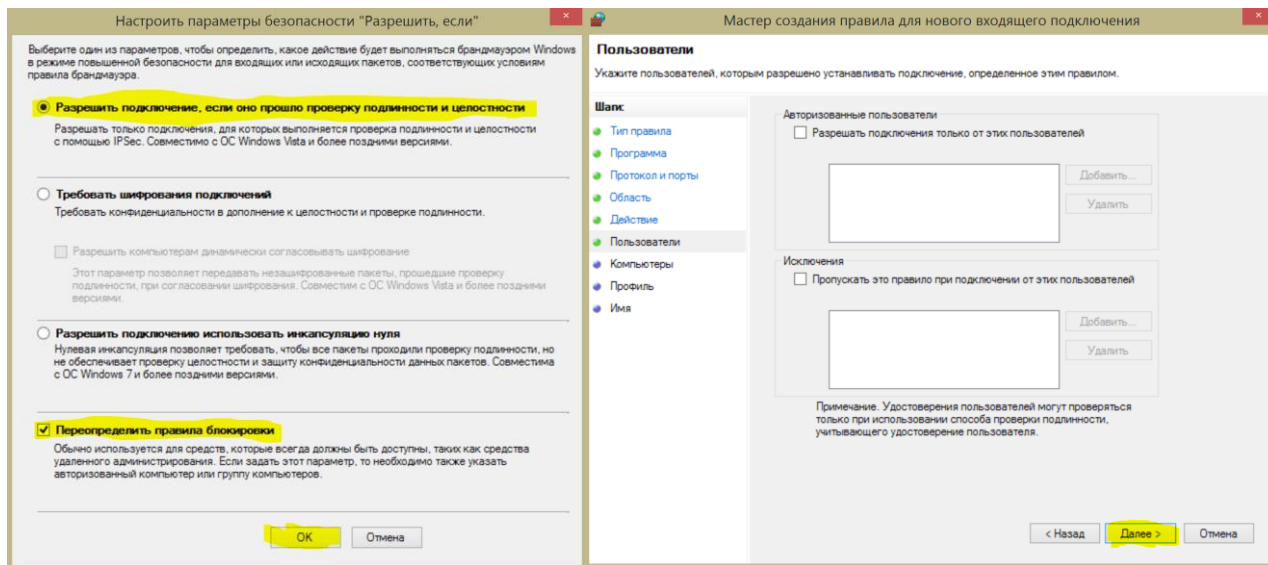 Настроить параметры безопасности "Разрешить, если"
×
Выберите один из параметров, чтобы определить, какое действие будет выполняться брандмауэром Windows
в режиме повышенной безопасности для входящих или исходящих пакетов, соответствующих условиям
правила брандмауэра.
Разрешить подключение, если оно прошло проверку подлинности и целостности
Разрешать только подключения, для которых выполняется проверка подлинности и целостности
с помощью IPSec. Совместимо с ОС Windows Vista и более поздними версиями.
Требовать шифрования подключений
Требовать конфиденциальности в дополнение к целостности и проверке подлинности.
Разрешить компьютерам динамически согласовывать шифрование
Этот параметр позволяет передавать незашифрованные пакеты, прошедшие проверку
подлинности, при согласовании шифрования. Совместим с ОС Windows Vista и более поздними
версиями.
Разрешить подключению использовать инкапсуляцию нуля
Нулевая инкапсуляция позволяет требовать, чтобы все пакеты проходили проверку подлинности, но
не обеспечивает проверку целостности и защиту конфиденциальности данных пакетов. Совместима
с ОС Windows 7 и более поздними версиями.
Переопределить правила блокировки
Обычно используется для средств, которые всегда должны быть доступны, таких как средства
удаленного администрирования. Если задать этот параметр, то необходимо также указать
авторизованный компьютер или группу компьютеров.
OK
Отмена
Мастер создания правила для нового входящего подключения
×
Пользователи
Укажите пользователей, которым разрешено устанавливать подключение, определенное этим правилом.
Шаги:
Тип правила
Программа
Протокол и порты
Область
Действие
Пользователи
Компьютеры
Профиль
Имя
Авторизованные пользователи
Разрешать подключения только от этих пользователей
Добавить...
Удалить
Исключения
Пропускать это правило при подключении от этих пользователей
Добавить...
Удалить
Примечание. Удостоверения пользователей могут проверяться
только при использовании способа проверки подлинности,
учитывающего удостоверение пользователя.
< Назад
Далее >
Отмена